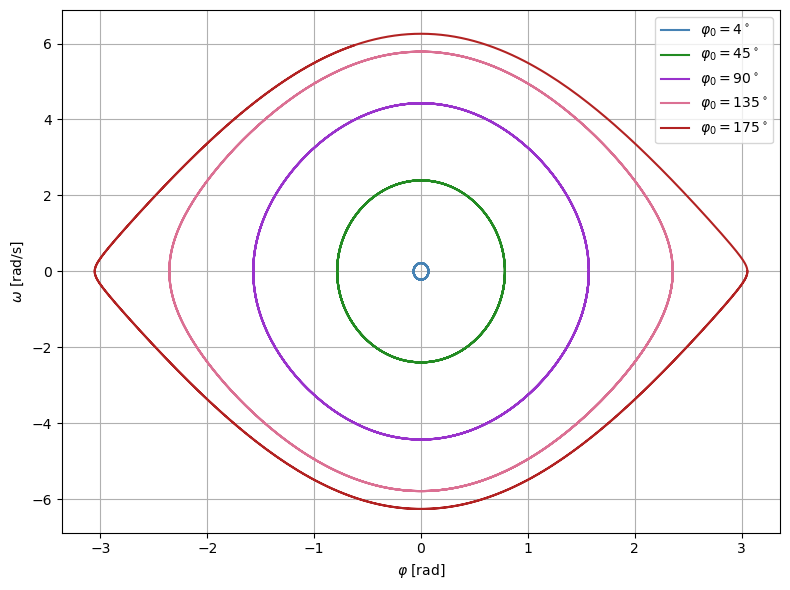 6
4
2
0
−2
−4
−6
ω [rad/s]
−3 −2 −1 0 1 2 3
φ [rad]
φ₀ = 4°
φ₀ = 45°
φ₀ = 90°
φ₀ = 135°
φ₀ = 175°